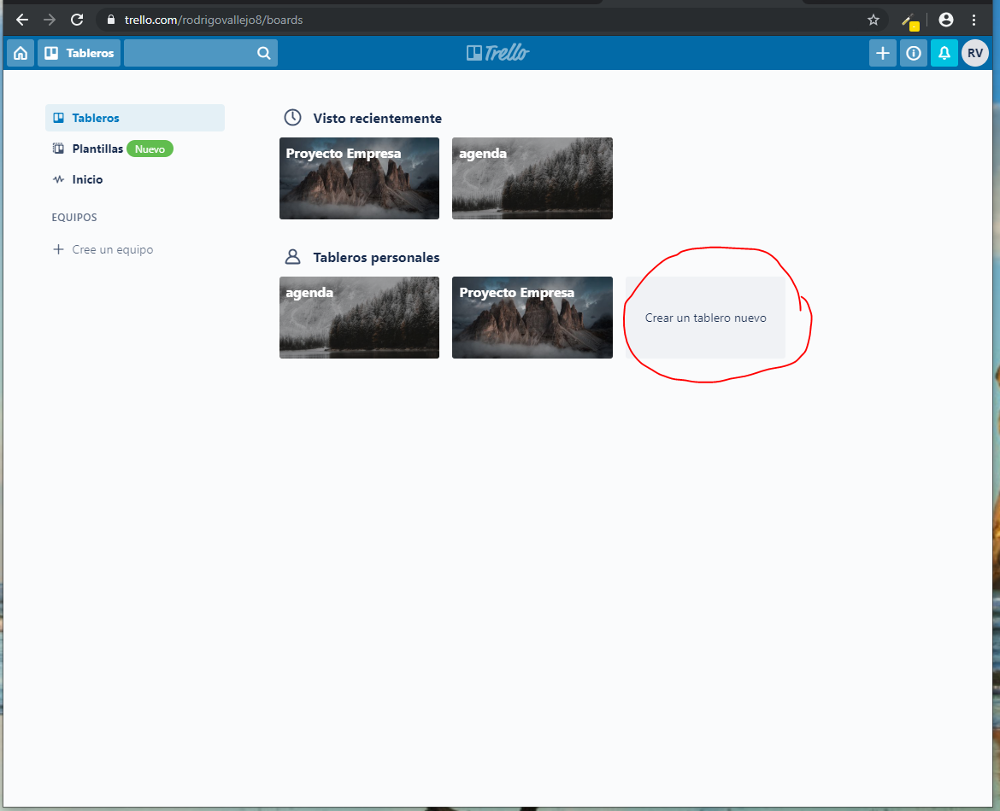 trello.com/rodrigovallejo8/boards
Tableros
Trello
RV
Tableros
Plantillas Nuevo
Inicio
EQUIPOS
Cree un equipo
Visto recientemente
Proyecto Empresa
agenda
Tableros personales
agenda
Proyecto Empresa
Crear un tablero nuevo